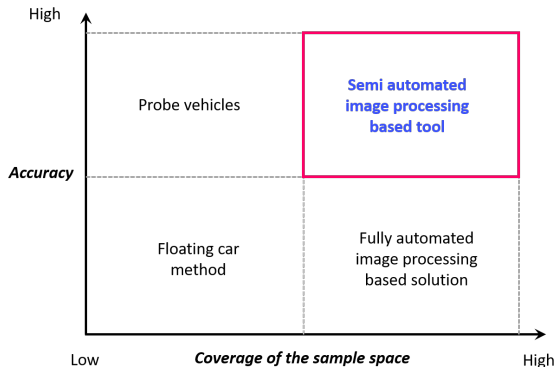 High
Probe vehicles
Semi automated
image processing
based tool
Accuracy
Floating car
method
Fully automated
image processing
based solution
Low
Coverage of the sample space
High